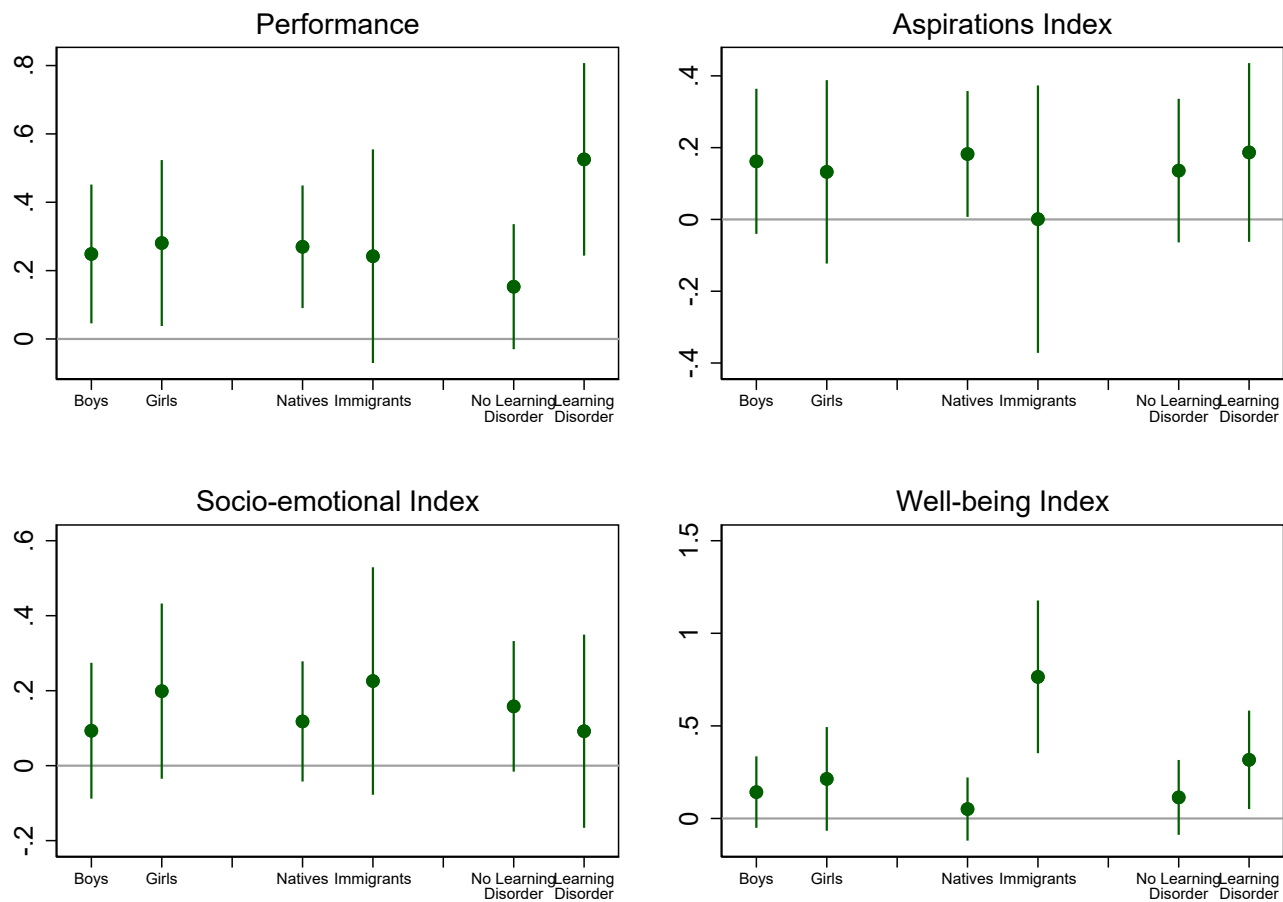 Performance
.8
.6
.4
.2
0
Boys
Girls
Natives
Immigrants
No Learning
Disorder
Learning
Disorder
Aspirations Index
.4
.2
0
-.2
-.4
Boys
Girls
Natives
Immigrants
No Learning
Disorder
Learning
Disorder
Socio-emotional Index
.6
.4
.2
0
-.2
Boys
Girls
Natives
Immigrants
No Learning
Disorder
Learning
Disorder
Well-being Index
1.5
1
.5
0
Boys
Girls
Natives
Immigrants
No Learning
Disorder
Learning
Disorder